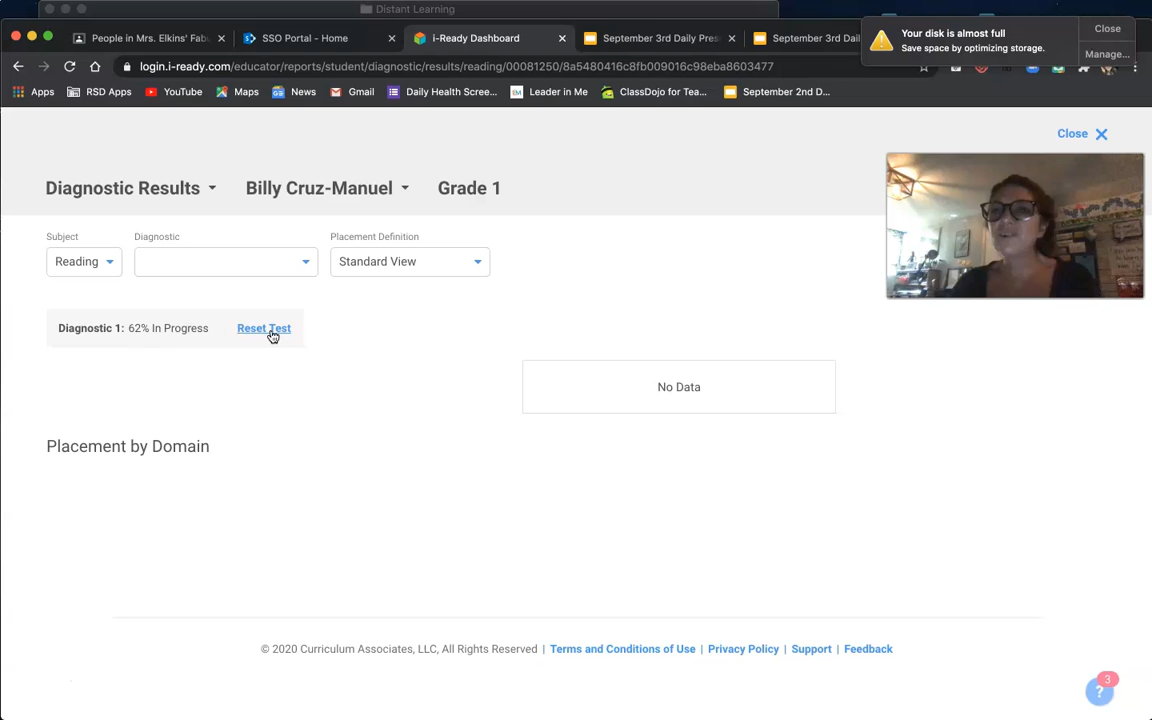 Distant Learning
People in Mrs. Elkins' Fab
SSO Portal - Home
i-Ready Dashboard
September 3rd Daily Pres
September 3rd Dail
Your disk is almost full
Save space by optimizing storage.
Close
Manage...
login.i-ready.com/educator/reports/student/diagnostic/results/reading/00081250/8a5480416c8fb009016c98eba8603477
Apps
RSD Apps
YouTube
Maps
News
Gmail
Daily Health Scree...
Leader in Me
ClassDojo for Tea...
September 2nd D...
Close
Diagnostic Results
Billy Cruz-Manuel
Grade 1
Subject
Diagnostic
Placement Definition
Reading
Standard View
Diagnostic 1: 62% In Progress
Reset Test
No Data
Placement by Domain
© 2020 Curriculum Associates, LLC, All Rights Reserved | Terms and Conditions of Use | Privacy Policy | Support | Feedback
3
?